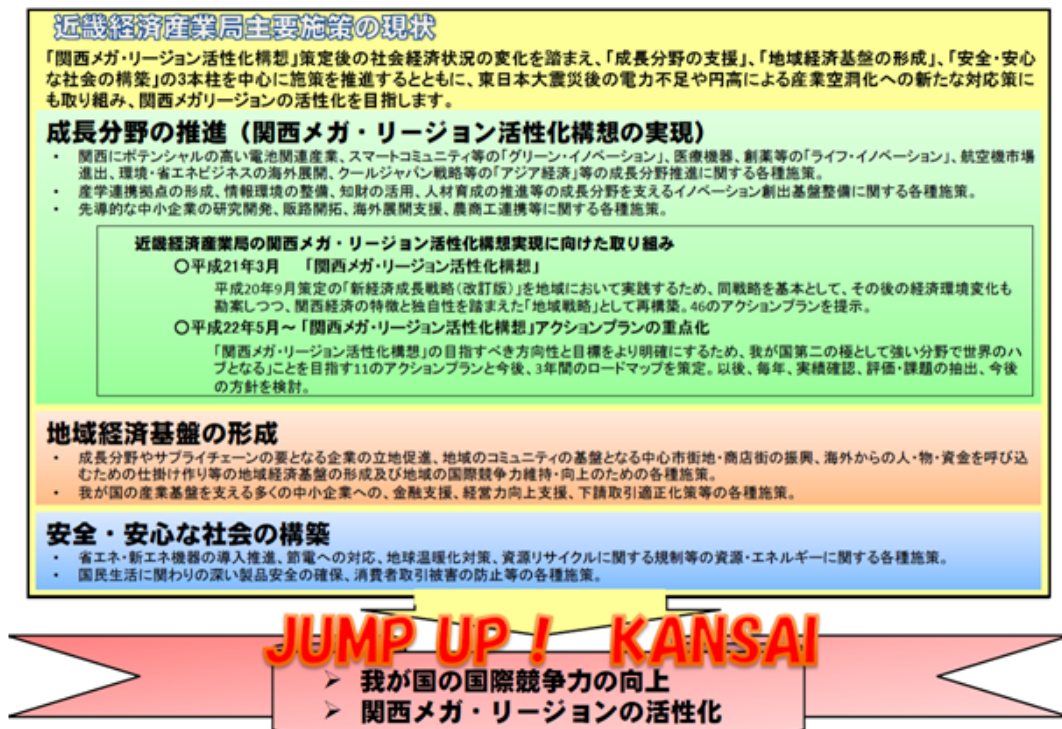 近畿経済産業局主要施策の現状
「関西メガ・リージョン活性化構想」策定後の社会経済状況の変化を踏まえ、「成長分野の支援」、「地域経済基盤の形成」、「安全・安心
な社会の構築」の3本柱を中心に施策を推進するとともに、東日本大震災後の電力不足や円高による産業空洞化への新たな対応策に
も取り組み、関西メガリージョンの活性化を目指します。
成長分野の推進（関西メガ・リージョン活性化構想の実現）
・ 関西にポテンシャルの高い電池関連産業、スマートコミュニティ等の「グリーン・イノベーション」、医療機器、創薬等の「ライフ・イノベーション」、航空機市場
進出、環境・省エネビジネスの海外展開、クールジャパン戦略等の「アジア経済」等の成長分野推進に関する各種施策。
・ 産学連携拠点の形成、情報環境の整備、知財の活用、人材育成の推進等の成長分野を支えるイノベーション創出基盤整備に関する各種施策。
・ 先導的な中小企業の研究開発、販路開拓、海外展開支援、農商工連携等に関する各種施策。
近畿経済産業局の関西メガ・リージョン活性化構想実現に向けた取り組み
○平成21年3月 「関西メガ・リージョン活性化構想」
平成20年9月策定の「新経済成長戦略（改訂版）」を地域において実践するため、同戦略を基本として、その後の経済環境変化も
勘案しつつ、関西経済の特徴と独自性を踏まえた「地域戦略」として再構築。46のアクションプランを提示。
○平成22年5月～「関西メガ・リージョン活性化構想」アクションプランの重点化
「関西メガ・リージョン活性化構想」の目指すべき方向性と目標をより明確にするため、我が国第二の極として強い分野で世界のハ
ブとなる」ことを目指す11のアクションプランと今後、3年間のロードマップを策定。以後、毎年、実績確認、評価・課題の抽出、今後
の方針を検討。
地域経済基盤の形成
・ 成長分野やサプライチェーンの要となる企業の立地促進、地域のコミュニティの基盤となる中心市街地・商店街の振興、海外からの人・物・資金を呼び込
むための仕掛け作り等の地域経済基盤の形成及び地域の国際競争力維持・向上のための各種施策。
・ 我が国の産業基盤を支える多くの中小企業への、金融支援、経営力向上支援、下請取引適正化策等の各種施策。
安全・安心な社会の構築
・ 省エネ・新エネ機器の導入推進、節電への対応、地球温暖化対策、資源リサイクルに関する規制等の資源・エネルギーに関する各種施策。
・ 国民生活に関わりの深い製品安全の確保、消費者取引被害の防止等の各種施策。
JUMP UP！ KANSAI
➢ 我が国の国際競争力の向上
➢ 関西メガ・リージョンの活性化